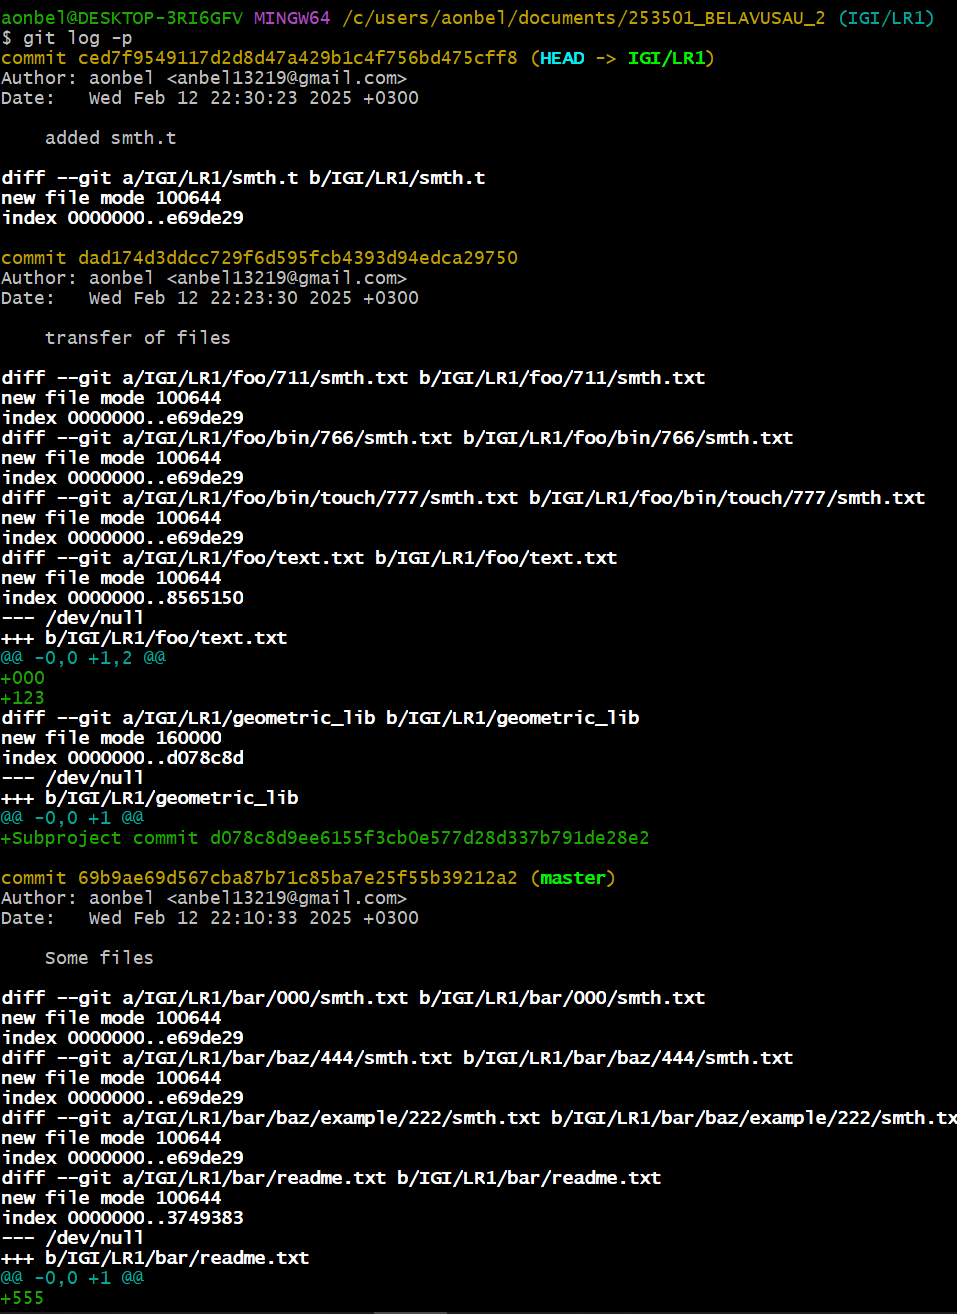 aonbel@DESKTOP-3RI6GFV MINGW64 /c/users/aonbel/documents/253501_BELAVUSAU_2 (IGI/LR1)
$ git log -p
commit ced7f9549117d2d8d47a429b1c4f756bd475cff8 (HEAD -> IGI/LR1)
Author: aonbel <anbel13219@gmail.com>
Date:   Wed Feb 12 22:30:23 2025 +0300

    added smth.t

diff --git a/IGI/LR1/smth.t b/IGI/LR1/smth.t
new file mode 100644
index 0000000..e69de29

commit dad174d3ddcc729f6d595fcb4393d94edca29750
Author: aonbel <anbel13219@gmail.com>
Date:   Wed Feb 12 22:23:30 2025 +0300

    transfer of files

diff --git a/IGI/LR1/foo/711/smth.txt b/IGI/LR1/foo/711/smth.txt
new file mode 100644
index 0000000..e69de29
diff --git a/IGI/LR1/foo/bin/766/smth.txt b/IGI/LR1/foo/bin/766/smth.txt
new file mode 100644
index 0000000..e69de29
diff --git a/IGI/LR1/foo/bin/touch/777/smth.txt b/IGI/LR1/foo/bin/touch/777/smth.txt
new file mode 100644
index 0000000..e69de29
diff --git a/IGI/LR1/foo/text.txt b/IGI/LR1/foo/text.txt
new file mode 100644
index 0000000..8565150
--- /dev/null
+++ b/IGI/LR1/foo/text.txt
@@ -0,0 +1,2 @@
+000
+123
diff --git a/IGI/LR1/geometric_lib b/IGI/LR1/geometric_lib
new file mode 160000
index 0000000..d078c8d
--- /dev/null
+++ b/IGI/LR1/geometric_lib
@@ -0,0 +1 @@
+Subproject commit d078c8d9ee6155f3cb0e577d28d337b791de28e2

commit 69b9ae69d567cba87b71c85ba7e25f55b39212a2 (master)
Author: aonbel <anbel13219@gmail.com>
Date:   Wed Feb 12 22:10:33 2025 +0300

    Some files

diff --git a/IGI/LR1/bar/000/smth.txt b/IGI/LR1/bar/000/smth.txt
new file mode 100644
index 0000000..e69de29
diff --git a/IGI/LR1/bar/baz/444/smth.txt b/IGI/LR1/bar/baz/444/smth.txt
new file mode 100644
index 0000000..e69de29
diff --git a/IGI/LR1/bar/baz/example/222/smth.txt b/IGI/LR1/bar/baz/example/222/smth.tx
new file mode 100644
index 0000000..e69de29
diff --git a/IGI/LR1/bar/readme.txt b/IGI/LR1/bar/readme.txt
new file mode 100644
index 0000000..3749383
--- /dev/null
+++ b/IGI/LR1/bar/readme.txt
@@ -0,0 +1 @@
+555